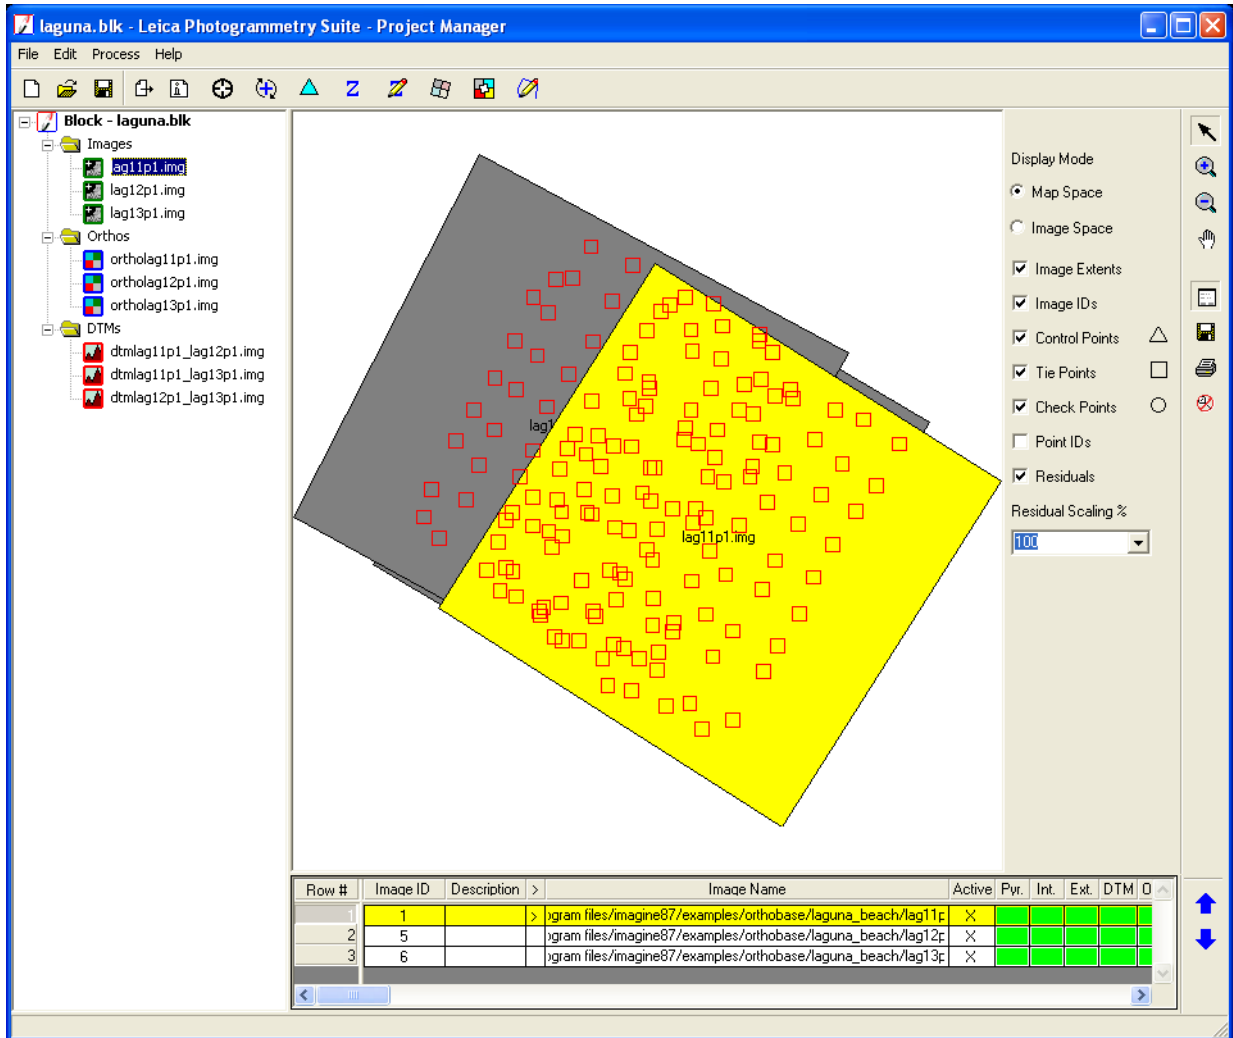 laguna.blk - Leica Photogrammetry Suite - Project Manager
File Edit Process Help
Block - laguna.blk
Images
lag11p1.img
lag12p1.img
lag13p1.img
Orthos
ortholag11p1.img
ortholag12p1.img
ortholag13p1.img
DTMs
dtmlag11p1_lag12p1.img
dtmlag11p1_lag13p1.img
dtmlag12p1_lag13p1.img
lag1
lag11p1.img
Display Mode
Map Space
Image Space
Image Extents
Image IDs
Control Points
Tie Points
Check Points
Point IDs
Residuals
Residual Scaling %
100
Row # Image ID Description > Image Name Active Pyr. Int. Ext. DTM O
1 1 > ogram files/imagine87/examples/orthobase/laguna_beach/lag11p X
2 5 ogram files/imagine87/examples/orthobase/laguna_beach/lag12p X
3 6 ogram files/imagine87/examples/orthobase/laguna_beach/lag13p X